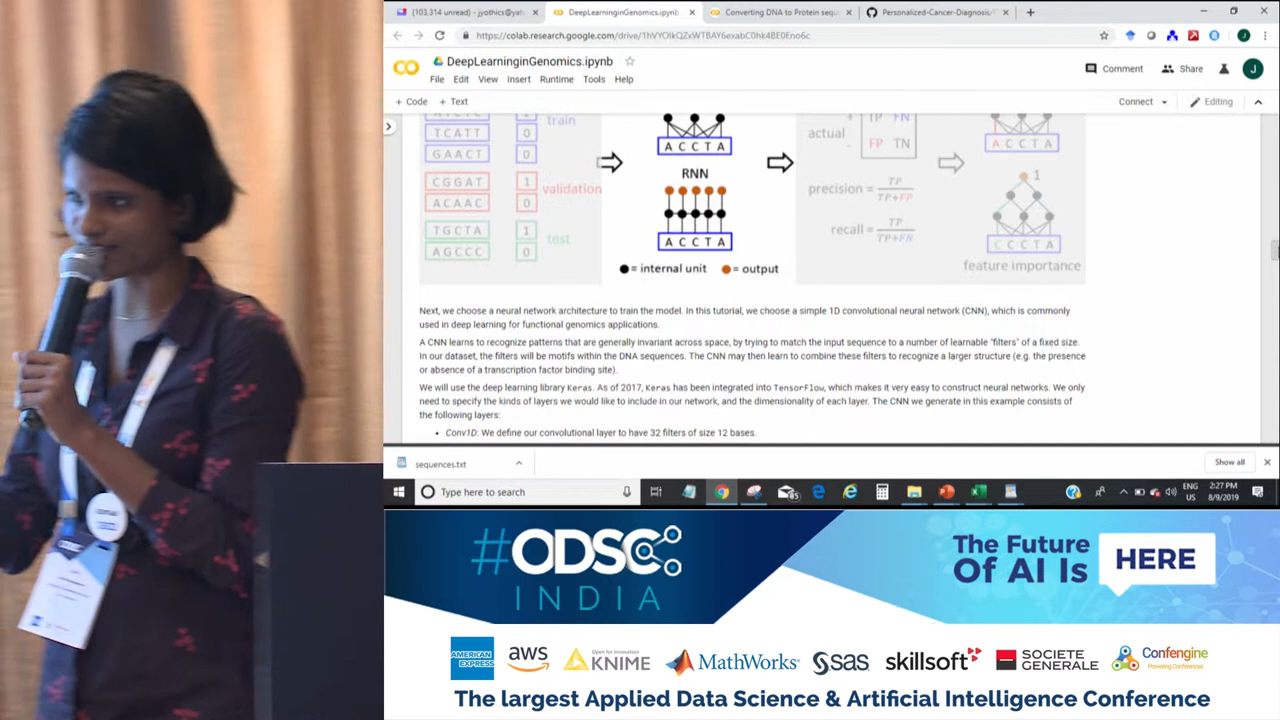 (103,314 unread) - jyothics@yah
DeepLearninginGenomics.ipynb
Converting DNA to Protein sequ
Personalized-Cancer-Diagnosis/
https://colab.research.google.com/drive/
DeepLearninginGenomics.ipynb
Comment
Share
J
File Edit View Insert Runtime Tools Help
+ Code + Text
Connect
Editing
train
TCATT 0
GAACT 0
CGGAT 1
validation
ACAAC 0
TGCTA 1
test
AGCCC 0
ACCTA
RNN
ACCTA
= internal unit = output
+ TP FN
actual
- FP TN
precision = TP
TP+FP
recall = TP
TP+FN
ACCTA
1
CCCTA
feature importance
Next, we choose a neural network architecture to train the model. In this tutorial, we choose a simple 1D convolutional neural network (CNN), which is commonly
used in deep learning for functional genomics applications.
A CNN learns to recognize patterns that are generally invariant across space, by trying to match the input sequence to a number of learnable "filters" of a fixed size.
In our dataset, the filters will be motifs within the DNA sequences. The CNN may then learn to combine these filters to recognize a larger structure (e.g. the presence
or absence of a transcription factor binding site).
We will use the deep learning library Keras. As of 2017, Keras has been integrated into TensorFlow, which makes it very easy to construct neural networks. We only
need to specify the kinds of layers we would like to include in our network, and the dimensionality of each layer. The CNN we generate in this example consists of
the following layers:
• Conv1D: We define our convolutional layer to have 32 filters of size 12 bases.
sequences.txt
Show all
Type here to search
ENG
US
2:27 PM
8/9/2019
#ODSC
INDIA
The Future
Of AI Is
HERE
AMERICAN
EXPRESS
aws
Open for Innovation
KNIME
MathWorks
sas
skillsoft
SOCIETE
GENERALE
Confengine
Powering Conferences
The largest Applied Data Science & Artificial Intelligence Conference
ODSC